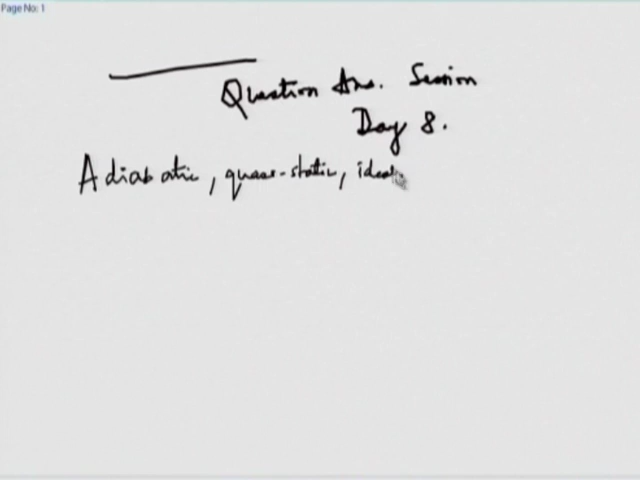 Page No: 1
Question Ans. Session
Day 8.
Adiabatic, quasi-static, ideal